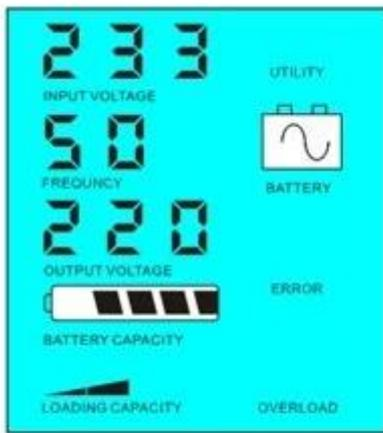 233
UTILITY
INPUT VOLTAGE
50
FREQUNCY
BATTERY
220
OUTPUT VOLTAGE
ERROR
BATTERY CAPACITY
LOADING CAPACITY
OVERLOAD